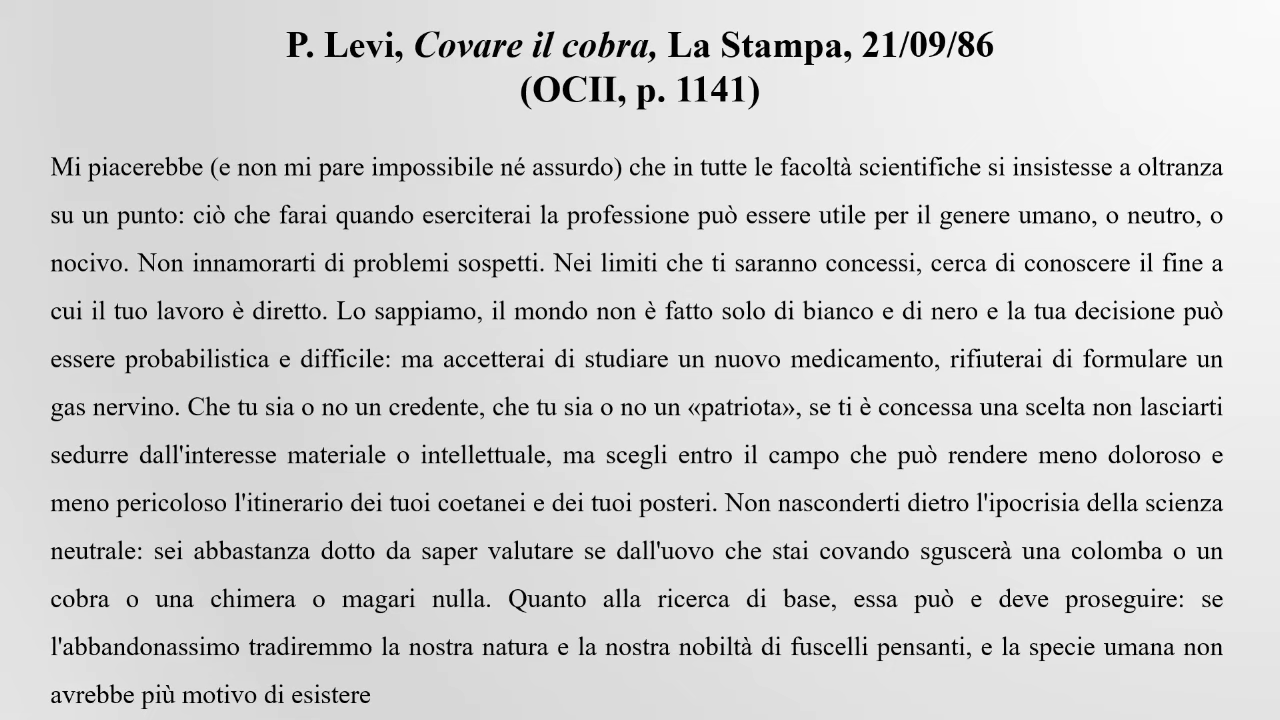 P. Levi, Covare il cobra, La Stampa, 21/09/86
(OCII, p. 1141)
Mi piacerebbe (e non mi pare impossibile né assurdo) che in tutte le facoltà scientifiche si insistesse a oltranza
su un punto: ciò che farai quando eserciterai la professione può essere utile per il genere umano, o neutro, o
nocivo. Non innamorarti di problemi sospetti. Nei limiti che ti saranno concessi, cerca di conoscere il fine a
cui il tuo lavoro è diretto. Lo sappiamo, il mondo non è fatto solo di bianco e di nero e la tua decisione può
essere probabilistica e difficile: ma accetterai di studiare un nuovo medicamento, rifiuterai di formulare un
gas nervino. Che tu sia o no un credente, che tu sia o no un «patriota», se ti è concessa una scelta non lasciarti
sedurre dall'interesse materiale o intellettuale, ma scegli entro il campo che può rendere meno doloroso e
meno pericoloso l'itinerario dei tuoi coetanei e dei tuoi posteri. Non nasconderti dietro l'ipocrisia della scienza
neutrale: sei abbastanza dotto da saper valutare se dall'uovo che stai covando sguscerà una colomba o un
cobra o una chimera o magari nulla. Quanto alla ricerca di base, essa può e deve proseguire: se
l'abbandonassimo tradiremmo la nostra natura e la nostra nobiltà di fuscelli pensanti, e la specie umana non
avrebbe più motivo di esistere